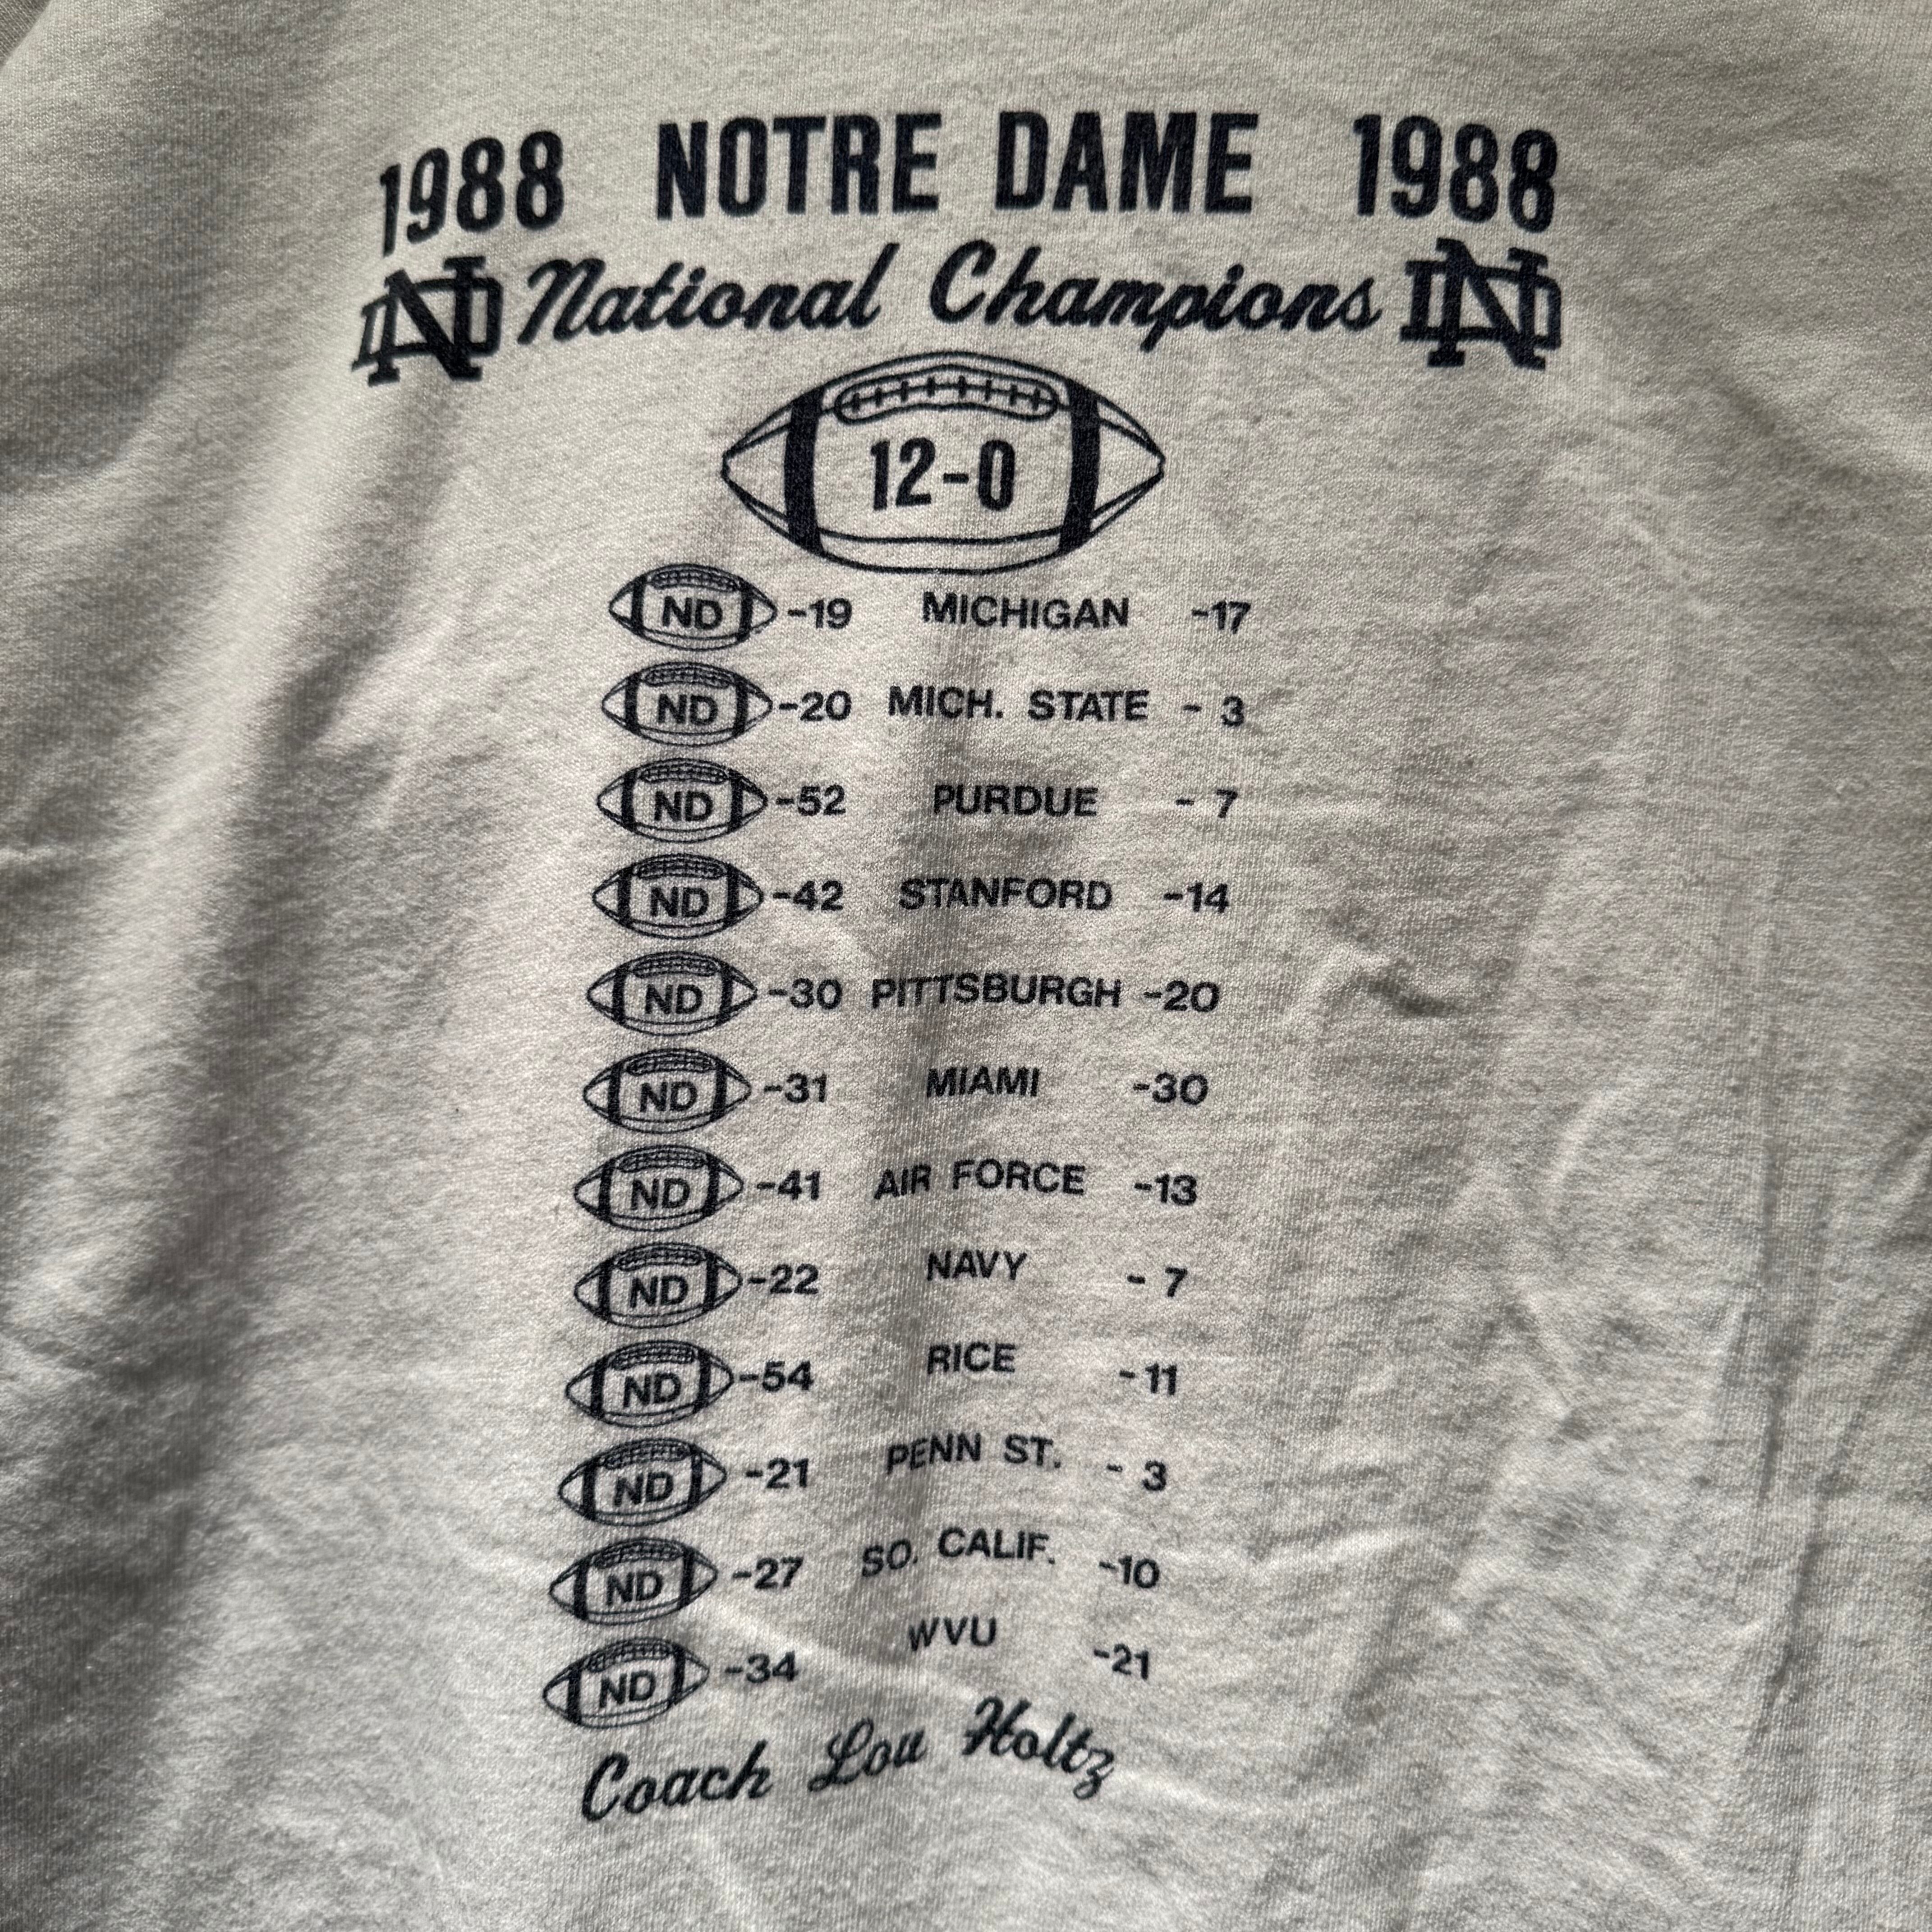 1988 NOTRE DAME 1988
ND National Champions ND
12-0
ND -19 MICHIGAN -17
ND -20 MICH. STATE - 3
ND -52 PURDUE - 7
ND -42 STANFORD -14
ND -30 PITTSBURGH -20
ND -31 MIAMI -30
ND -41 AIR FORCE -13
ND -22 NAVY - 7
ND -54 RICE -11
ND -21 PENN ST. - 3
ND -27 SO. CALIF. -10
ND -34 WVU -21
Coach Lou Holtz